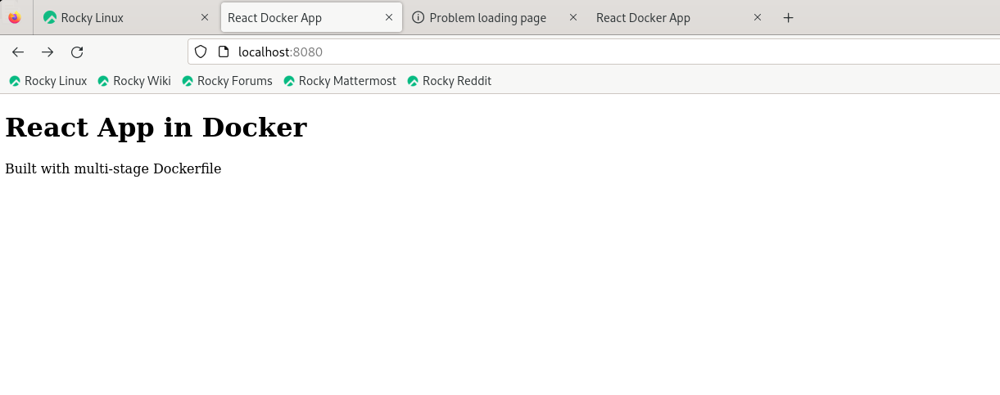 Rocky Linux React Docker App Problem loading page React Docker App
localhost:8080
Rocky Linux Rocky Wiki Rocky Forums Rocky Mattermost Rocky Reddit
React App in Docker
Built with multi-stage Dockerfile